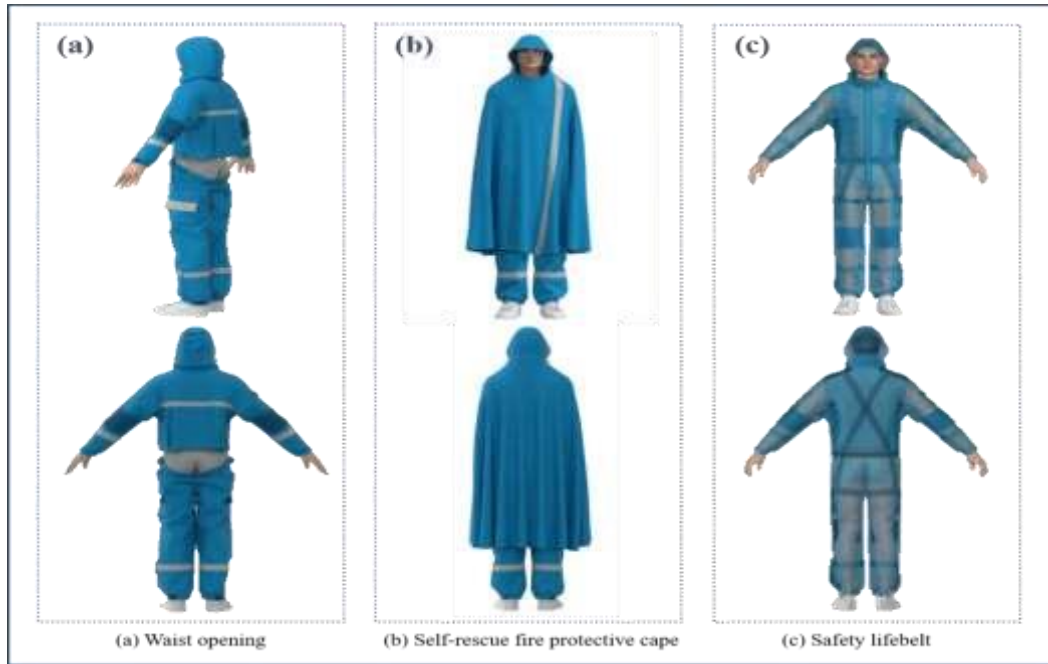 (a)
(b)
(c)
(a) Waist opening
(b) Self-rescue fire protective cape
(c) Safety lifebelt